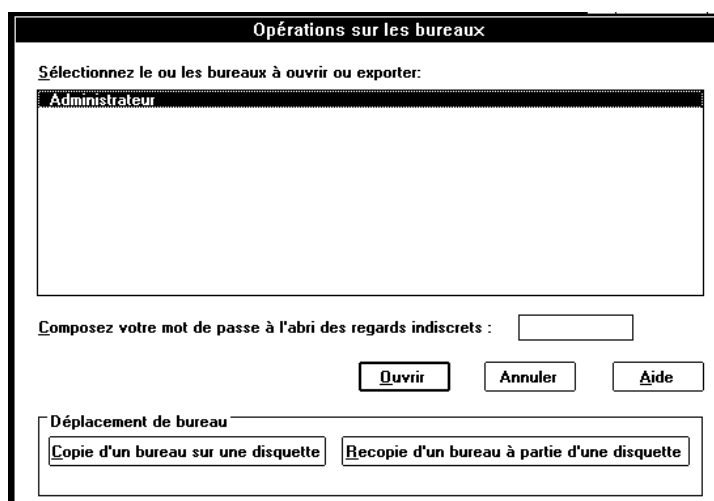 Opérations sur les bureaux
Sélectionnez le ou les bureaux à ouvrir ou exporter:
Administrateur
Composez votre mot de passe à l'abri des regards indiscrets :
Ouvrir Annuler Aide
Déplacement de bureau
Copie d'un bureau sur une disquette Recopie d'un bureau à partie d'une disquette